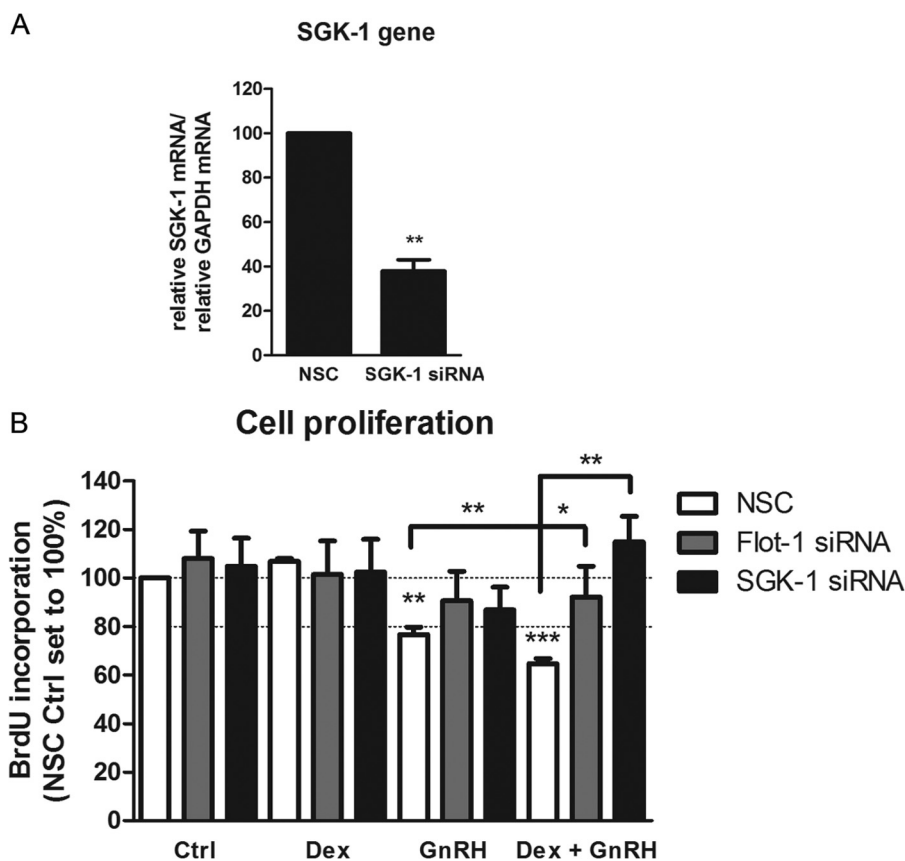 A
SGK-1 gene
relative SGK-1 mRNA/
relative GAPDH mRNA
120
100
80
60
40
20
0
**
NSC
SGK-1 siRNA
B
Cell proliferation
BrdU incorporation
(NSC Ctrl set to 100%)
140
120
100
80
60
40
20
0
**
***
**
*
**
Ctrl
Dex
GnRH
Dex + GnRH
NSC
Flot-1 siRNA
SGK-1 siRNA